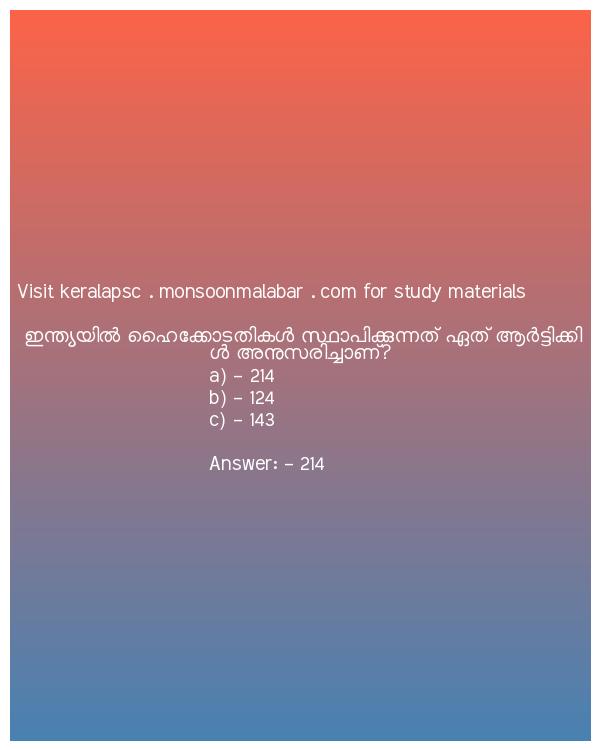 Visit keralapsc . monsoonmalabar . com for study materials
ഇന്ത്യയിൽ ഹൈക്കോടതികൾ സ്ഥാപിക്കുന്നത് ഏത് ആർട്ടിക്കി
ൾ അനുസരിച്ചാണ്?
a) – 214
b) – 124
c) – 143
Answer: – 214